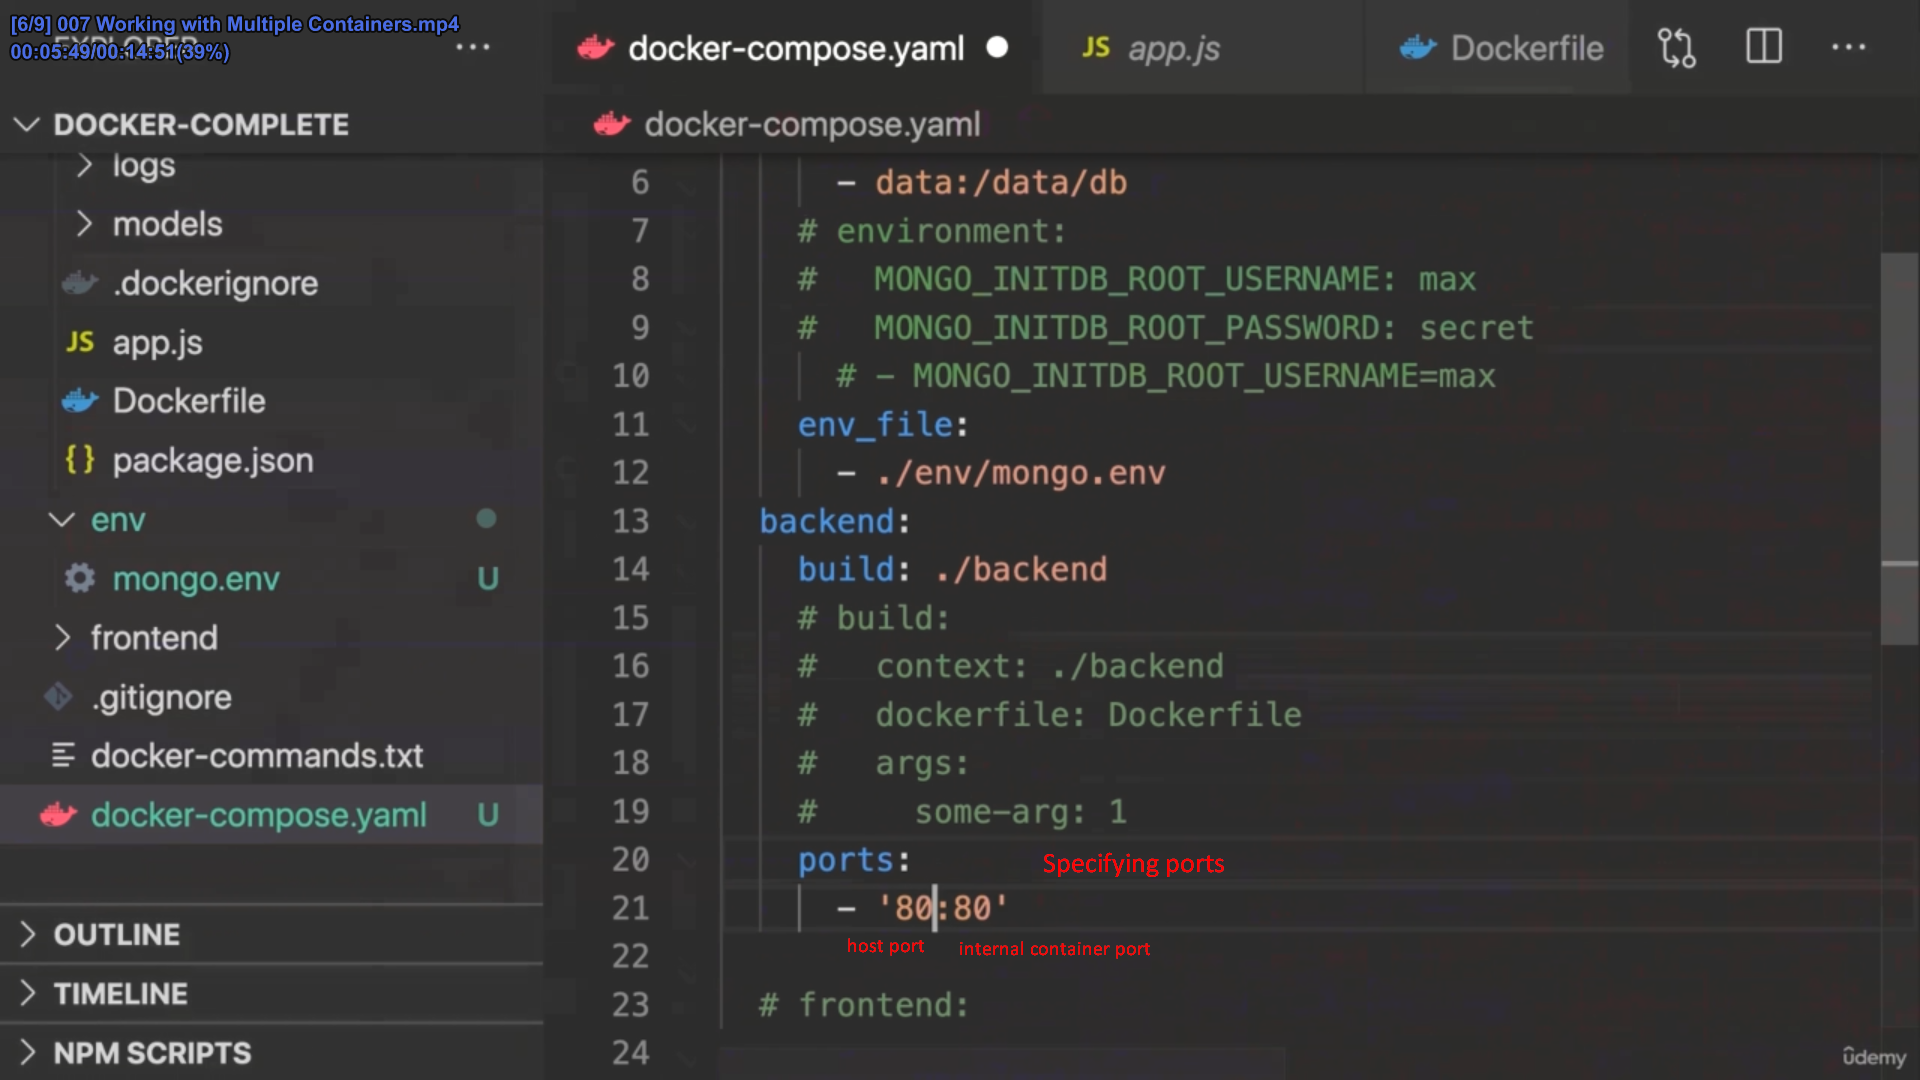 [6/9] 007 Working with Multiple Containers.mp4
00:05:49/00:14:51(39%)
EXPLORER
...
docker-compose.yaml
JS app.js
Dockerfile
...
DOCKER-COMPLETE
logs
models
.dockerignore
JS app.js
Dockerfile
{} package.json
env
mongo.env U
frontend
.gitignore
docker-commands.txt
docker-compose.yaml U
OUTLINE
TIMELINE
NPM SCRIPTS
docker-compose.yaml
6 - data:/data/db
7 # environment:
8 # MONGO_INITDB_ROOT_USERNAME: max
9 # MONGO_INITDB_ROOT_PASSWORD: secret
10 # - MONGO_INITDB_ROOT_USERNAME=max
11 env_file:
12 - ./env/mongo.env
13 backend:
14 build: ./backend
15 # build:
16 # context: ./backend
17 # dockerfile: Dockerfile
18 # args:
19 # some-arg: 1
20 ports: Specifying ports
21 - '80:80'
host port internal container port
22
23 # frontend:
24
ûdemy